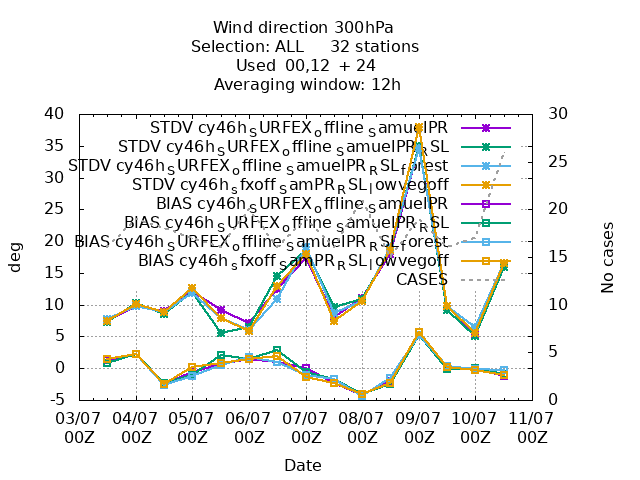 Wind direction 300hPa
Selection: ALL 32 stations
Used 00,12 + 24
Averaging window: 12h
STDV cy46h_SURFEX_offline_samuelPR
STDV cy46h_SURFEX_offline_samuelPR_RSL
STDV cy46h_SURFEX_offline_samuelPR_RSL_forest
STDV cy46h_sfxoff_samPR_RSL_lowvegoff
BIAS cy46h_SURFEX_offline_samuelPR
BIAS cy46h_SURFEX_offline_samuelPR_RSL
BIAS cy46h_SURFEX_offline_samuelPR_RSL_forest
BIAS cy46h_sfxoff_samPR_RSL_lowvegoff
CASES
40
35
30
25
20
15
10
5
0
-5
deg
30
25
20
15
10
5
0
No cases
03/07 04/07 05/07 06/07 07/07 08/07 09/07 10/07 11/07
00Z 00Z 00Z 00Z 00Z 00Z 00Z 00Z 00Z
Date